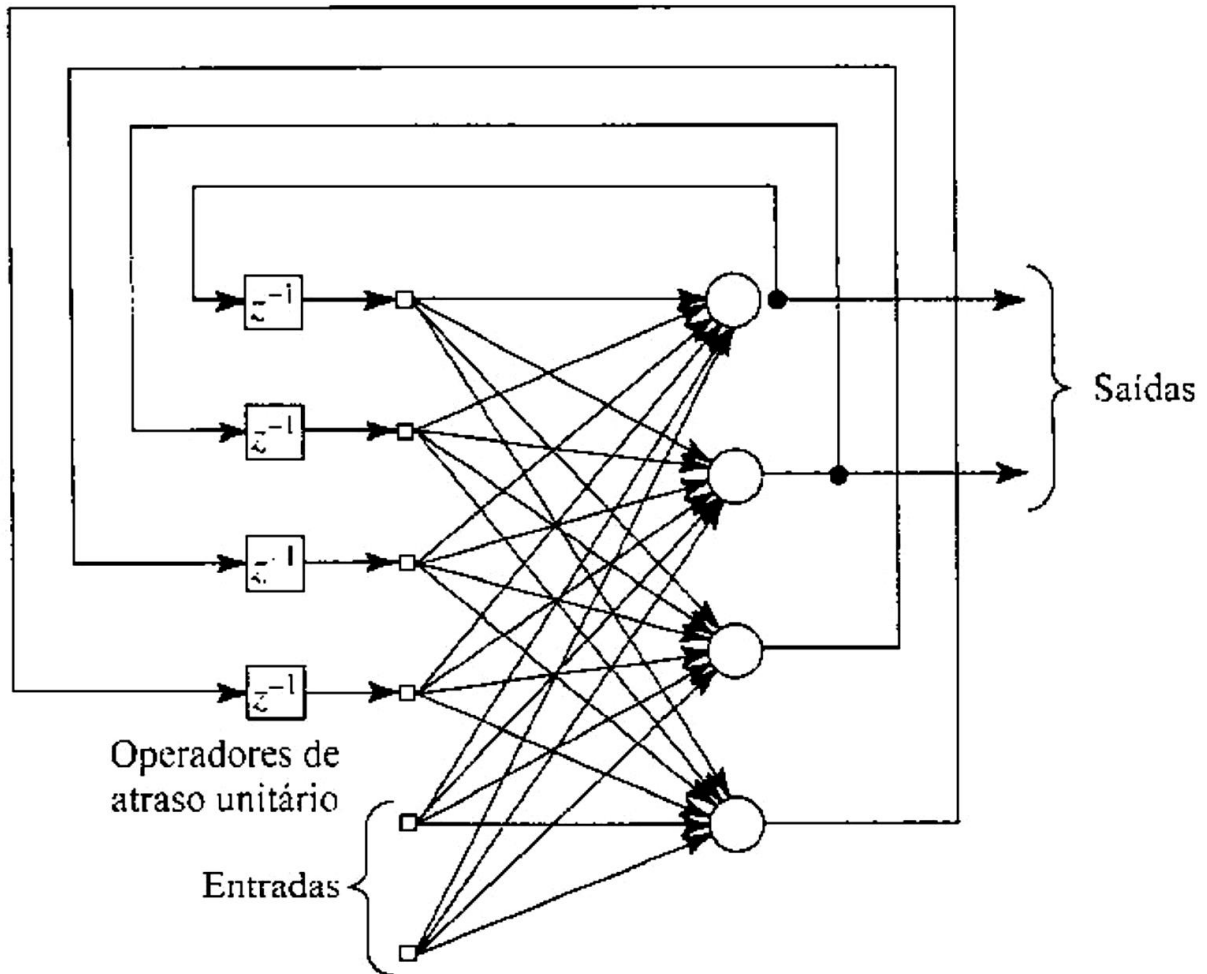 z⁻¹
z⁻¹
Saídas
z⁻¹
z⁻¹
Operadores de
atraso unitário
Entradas